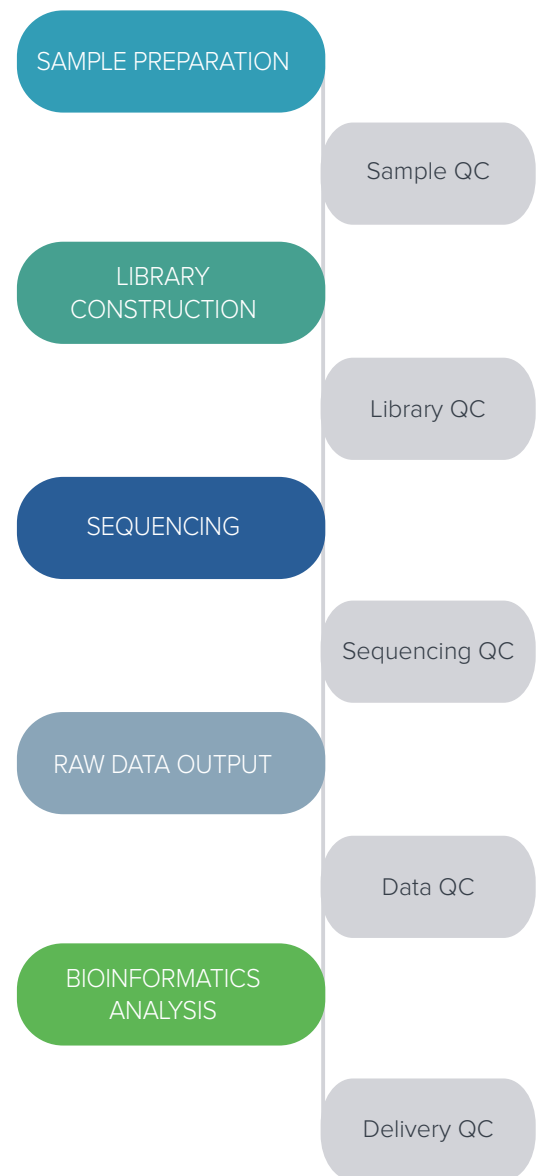 SAMPLE PREPARATION
Sample QC
LIBRARY
CONSTRUCTION
Library QC
SEQUENCING
Sequencing QC
RAW DATA OUTPUT
Data QC
BIOINFORMATICS
ANALYSIS
Delivery QC